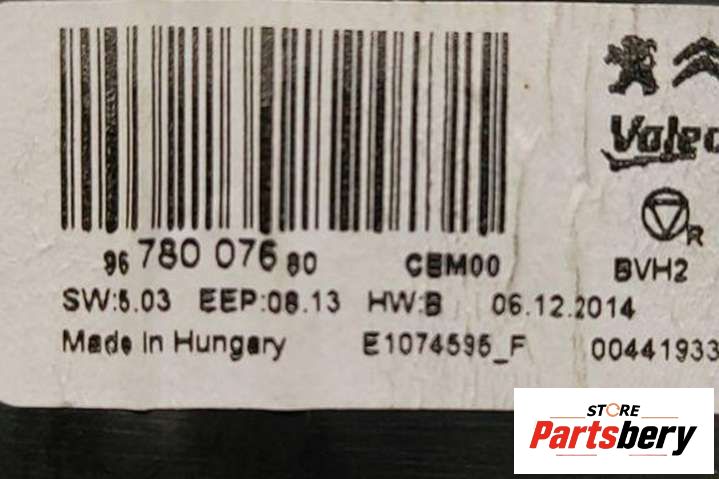 Valeo
R
96 780 076 80 CEM00 BVH2
SW:5.03 EEP:08.13 HW:B 06.12.2014
Made in Hungary E1074595_F 00441933
STORE
Partsbery